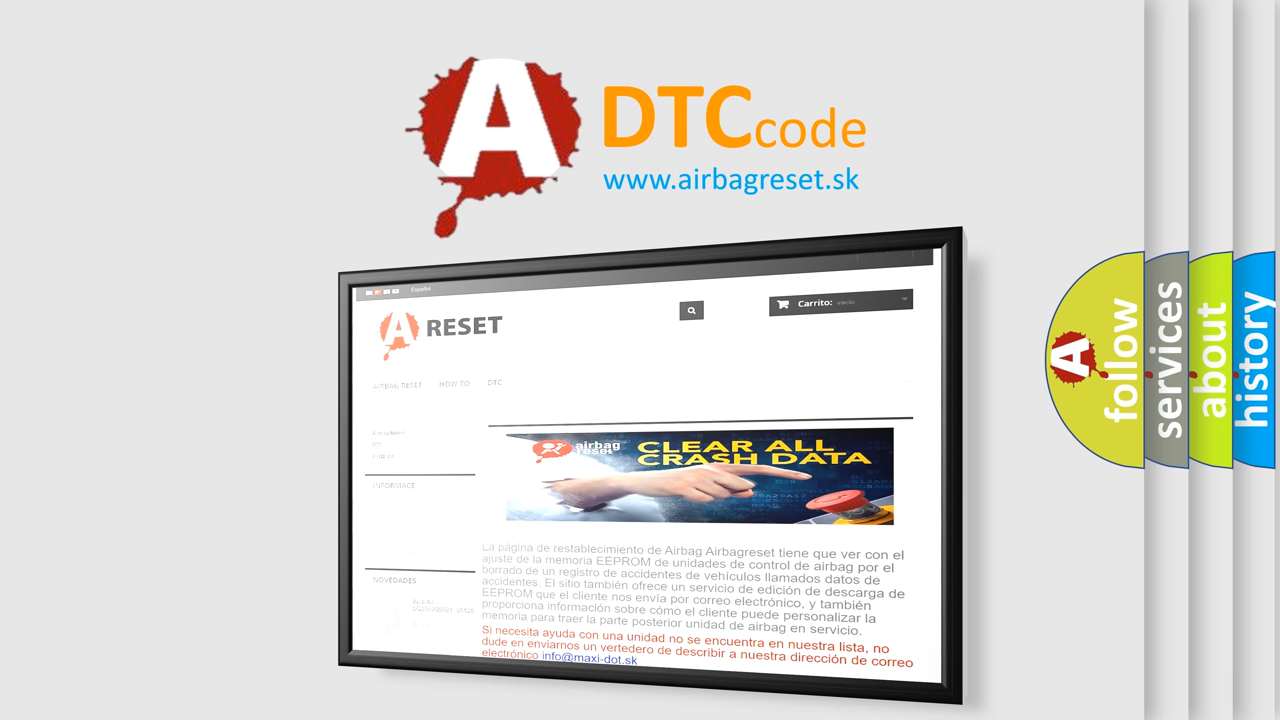 A DTCcode
www.airbagreset.sk
Español
A RESET
Carrito: vacío
AIRBAG RESET HOW TO DTC
INFORMACE
airbag reset
CLEAR ALL
CRASH DATA
La página de restablecimiento de Airbag Airbagreset tiene que ver con el
ajuste de la memoria EEPROM de unidades de control de airbag por el
borrado de un registro de accidentes de vehículos llamados datos de
accidentes. El sitio también ofrece un servicio de edición de descarga de
EEPROM que el cliente nos envía por correo electrónico, y también
proporciona información sobre cómo el cliente puede personalizar la
memoria para traer la parte posterior unidad de airbag en servicio.
Si necesita ayuda con una unidad no se encuentra en nuestra lista, no
dude en enviarnos un vertedero de describir a nuestra dirección de correo
electrónico info@maxi-dot.sk
NOVEDADES
A follow
services
about
history